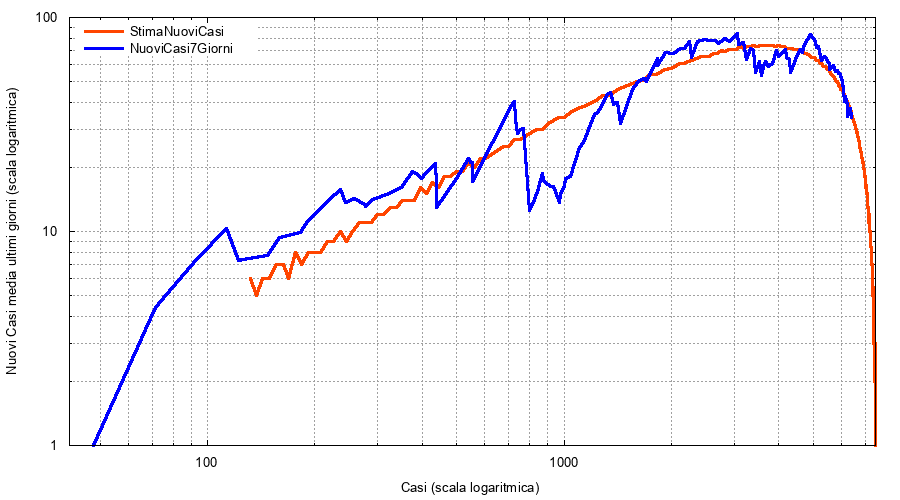 100
StimaNuoviCasi
NuoviCasi7Giorni
10
1
Nuovi Casi media ultimi giorni (scala logaritmica)
100
1000
Casi (scala logaritmica)